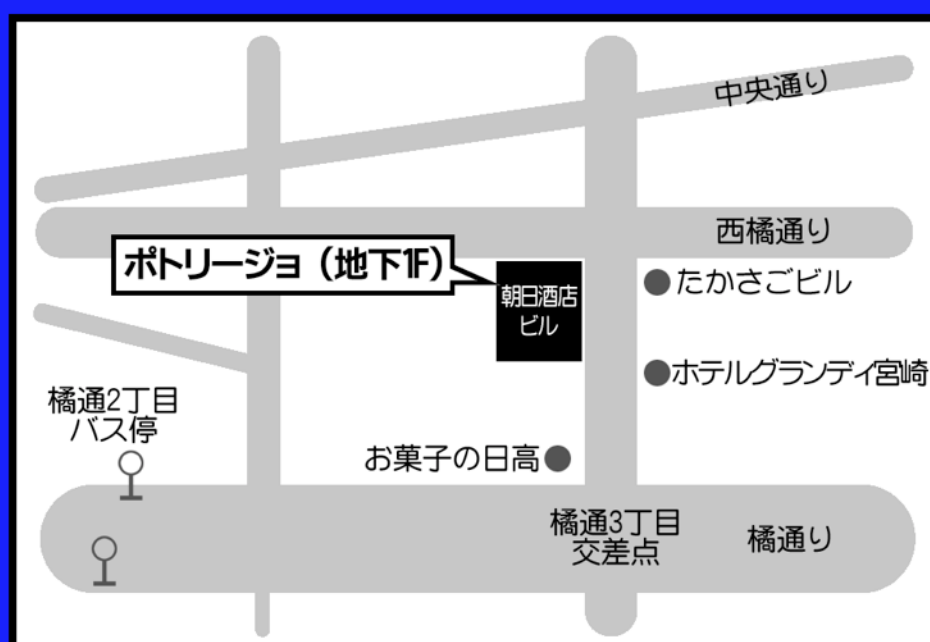 中央通り
西橘通り
ポトリージョ（地下1F）
朝日酒店
ビル
●たかさごビル
●ホテルグランディ宮崎
橘通2丁目
バス停
お菓子の日高●
橘通3丁目
交差点
橘通り